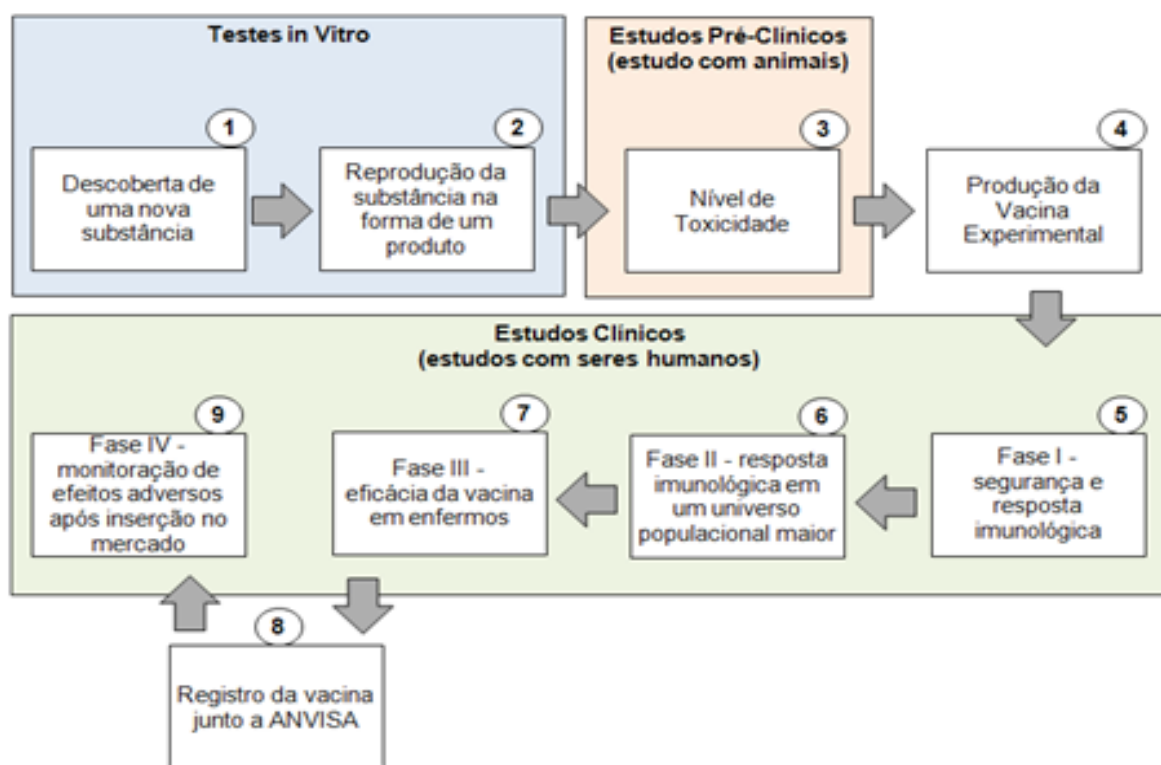 Testes in Vitro
1
Descoberta de
uma nova
substância
2
Reprodução da
substância na
forma de um
produto
Estudos Pré-Clínicos
(estudo com animais)
3
Nível de
Toxicidade
4
Produção da
Vacina
Experimental
Estudos Clínicos
(estudos com seres humanos)
5
Fase I -
segurança e
resposta
imunológica
6
Fase II - resposta
imunológica em
um universo
populacional maior
7
Fase III -
eficácia da vacina
em enfermos
8
Registro da vacina
junto a ANVISA
9
Fase IV -
monitoração de
efeitos adversos
após inserção no
mercado